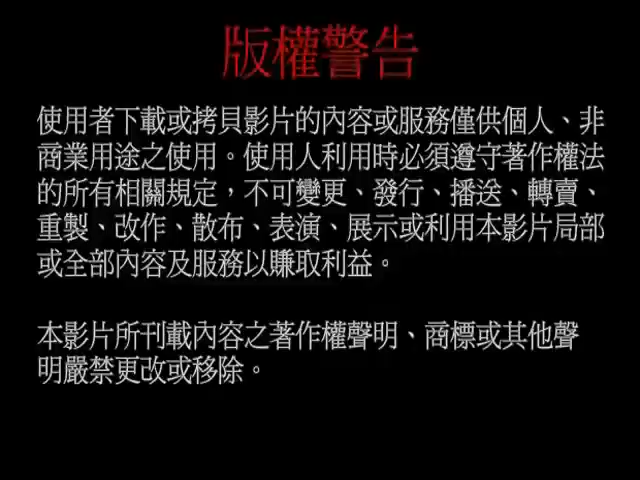 版權警告
使用者下載或拷貝影片的內容或服務僅供個人、非
商業用途之使用。使用人利用時必須遵守著作權法
的所有相關規定，不可變更、發行、播送、轉賣、
重製、改作、散布、表演、展示或利用本影片局部
或全部內容及服務以賺取利益。
本影片所刊載內容之著作權聲明、商標或其他聲
明嚴禁更改或移除。